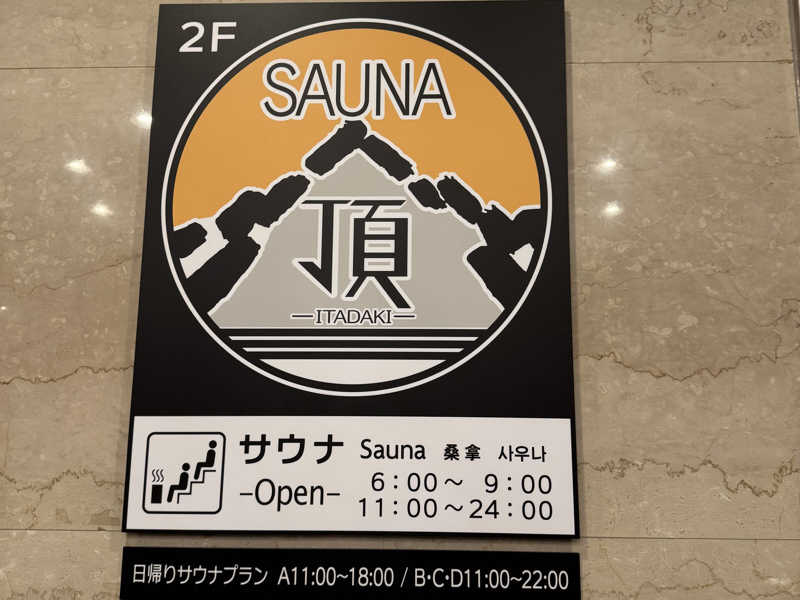 2F
SAUNA
頂
—ITADAKI—
サウナ Sauna 桑拿 사우나
-Open- 6:00～ 9:00
11:00～24:00
日帰りサウナプラン A11:00~18:00 / B･C･D11:00~22:00